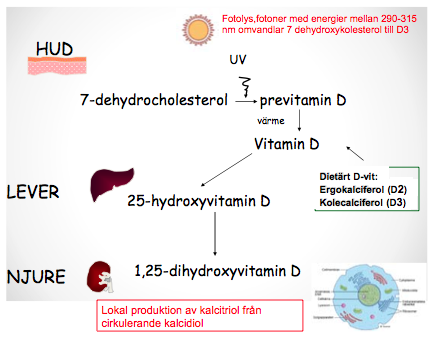 Fotolys,fotoner med energier mellan 290-315
nm omvandlar 7 dehydroxykolesterol till D3
HUD
UV
7-dehydrocholesterol
previtamin D
värme
Vitamin D
Dietärt D-vit:
Ergokalciferol (D2)
Kolecalciferol (D3)
LEVER
25-hydroxyvitamin D
NJURE
1,25-dihydroxyvitamin D
Lokal produktion av kalcitriol från
cirkulerande kalcidiol